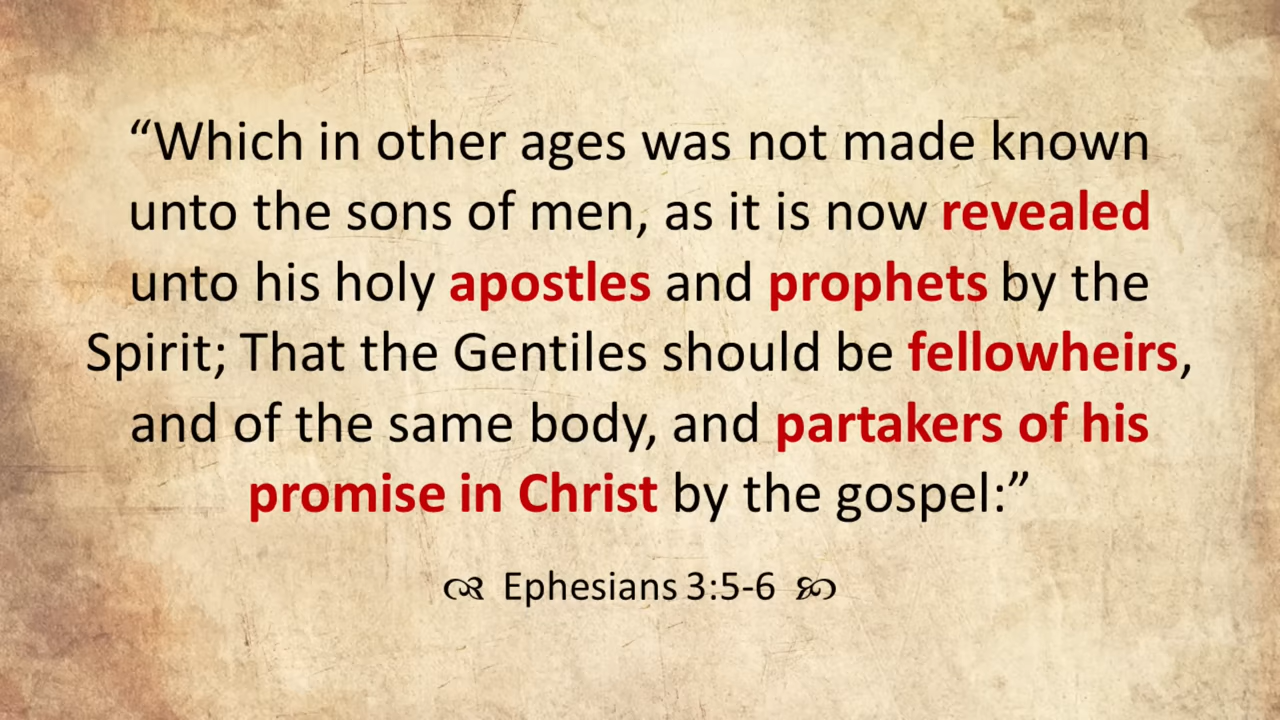 “Which in other ages was not made known
unto the sons of men, as it is now revealed
unto his holy apostles and prophets by the
Spirit; That the Gentiles should be fellowheirs,
and of the same body, and partakers of his
promise in Christ by the gospel:”
Ephesians 3:5-6